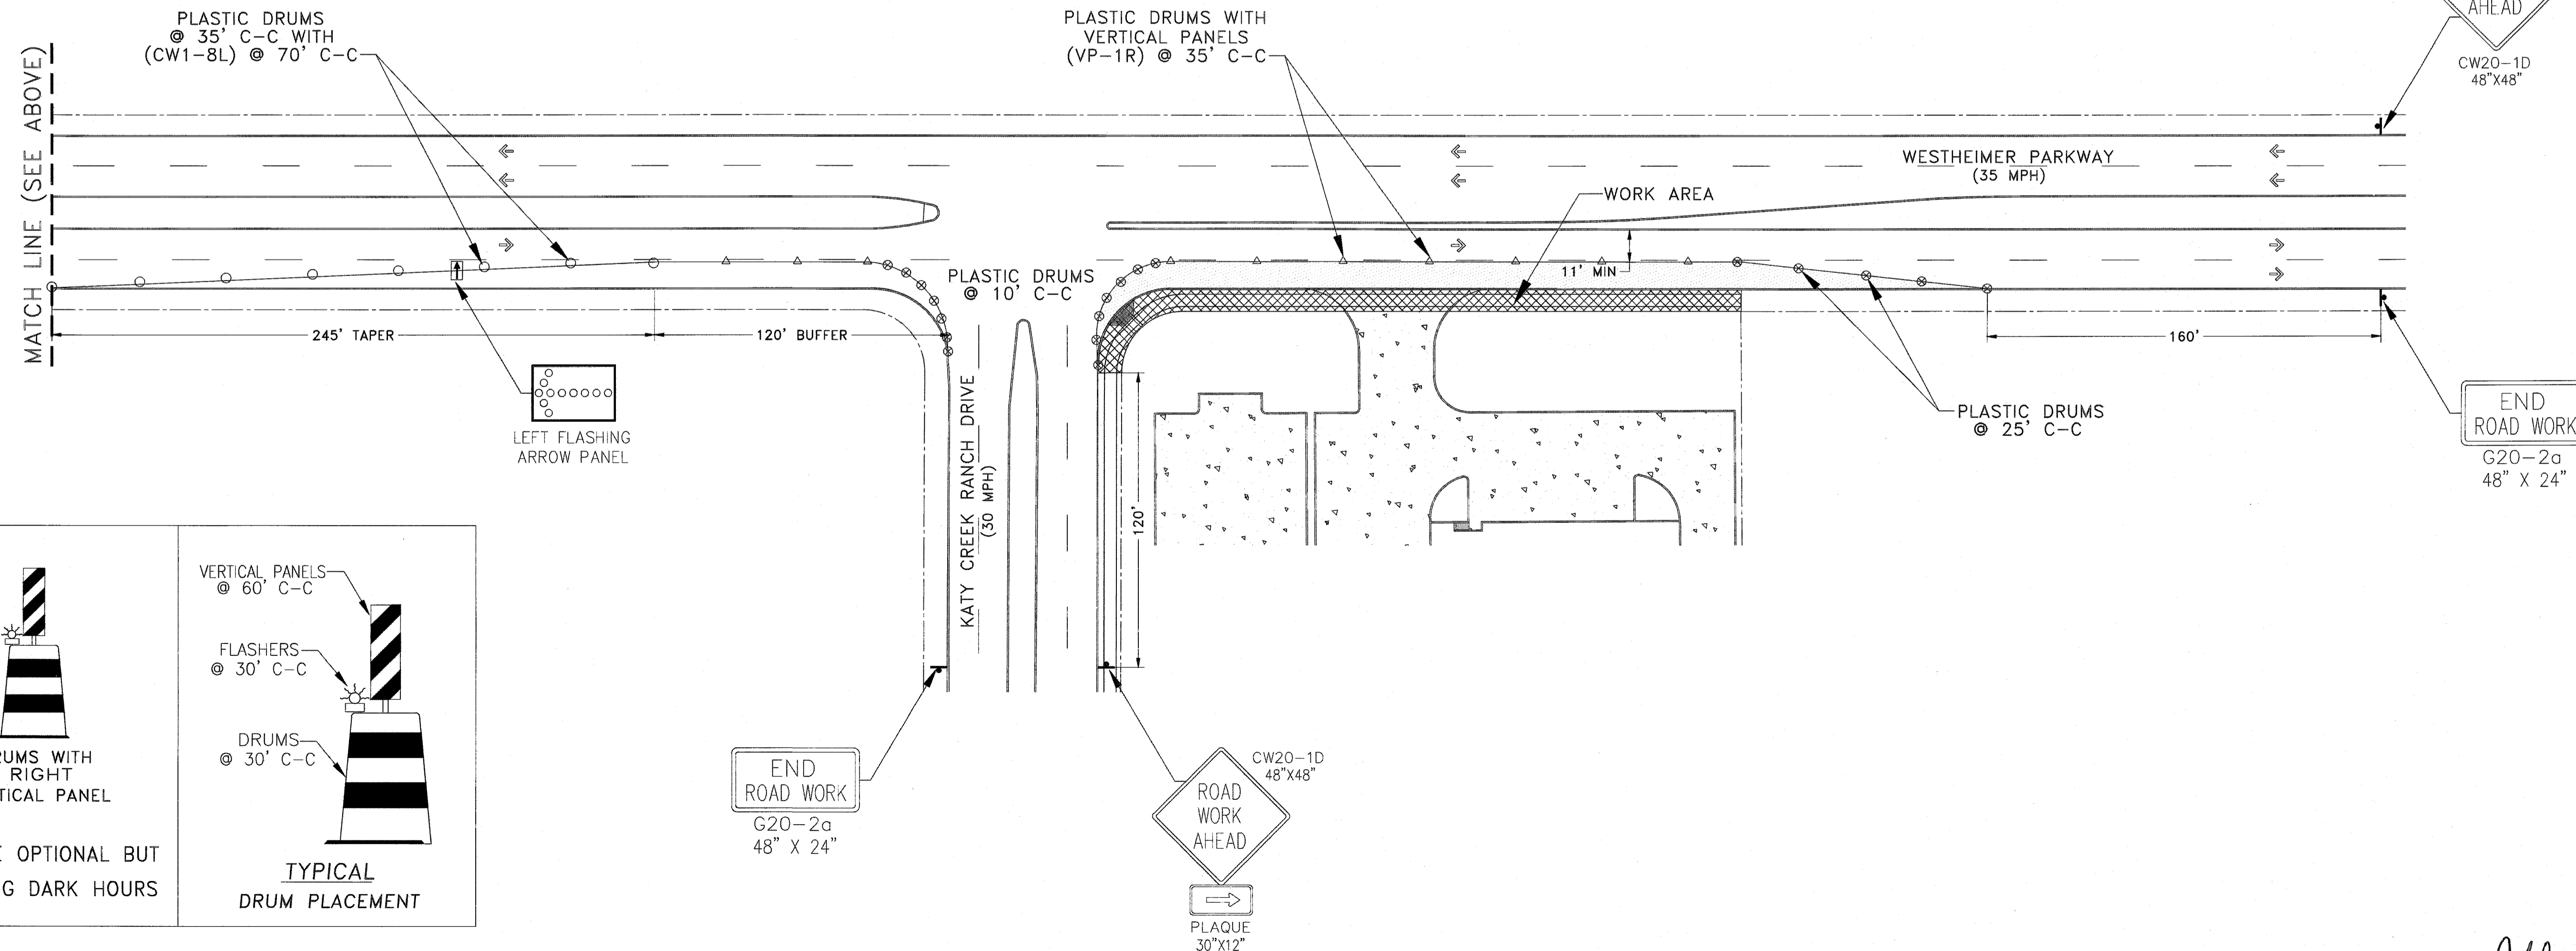 PLASTIC DRUMS
@ 35' C-C WITH
(CW1-8L) @ 70' C-C
PLASTIC DRUMS WITH
VERTICAL PANELS
(VP-1R) @ 35' C-C
AHEAD
CW20-1D
48"X48"
MATCH LINE (SEE ABOVE)
WESTHEIMER PARKWAY
(35 MPH)
WORK AREA
PLASTIC DRUMS
@ 10' C-C
11' MIN
245' TAPER
120' BUFFER
160'
LEFT FLASHING
ARROW PANEL
PLASTIC DRUMS
@ 25' C-C
END
ROAD WORK
G20-2a
48" X 24"
KATY CREEK RANCH DRIVE
(30 MPH)
120'
VERTICAL PANELS
@ 60' C-C
FLASHERS
@ 30' C-C
DRUMS
@ 30' C-C
TYPICAL
DRUM PLACEMENT
RUMS WITH
RIGHT
TICAL PANEL
OPTIONAL BUT
G DARK HOURS
END
ROAD WORK
G20-2a
48" X 24"
CW20-1D
48"X48"
ROAD
WORK
AHEAD
PLAQUE
30"X12"